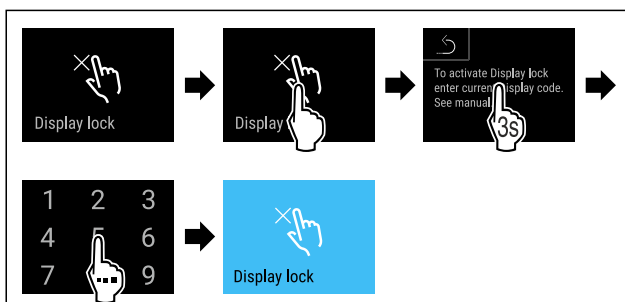 Display lock
Display
To activate Display lock
enter current display code.
See manual.
3s
1 2 3
4 5 6
7 9
Display lock